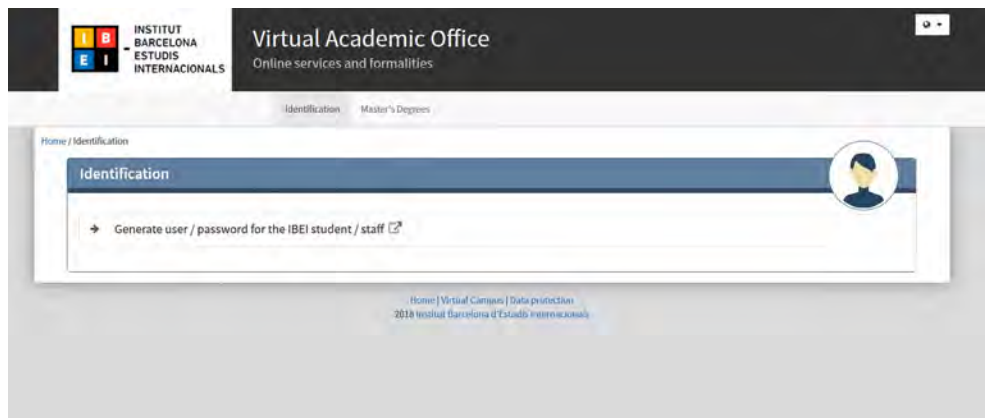 I B
E I
INSTITUT
BARCELONA
ESTUDIS
INTERNACIONALS
Virtual Academic Office
Online services and formalities
Identification Master's Degrees
Home / Identification
Identification
Generate user / password for the IBEI student / staff
Home | Virtual Campus | Data protection
2018 Institut Barcelona d'Estudis Internacionals